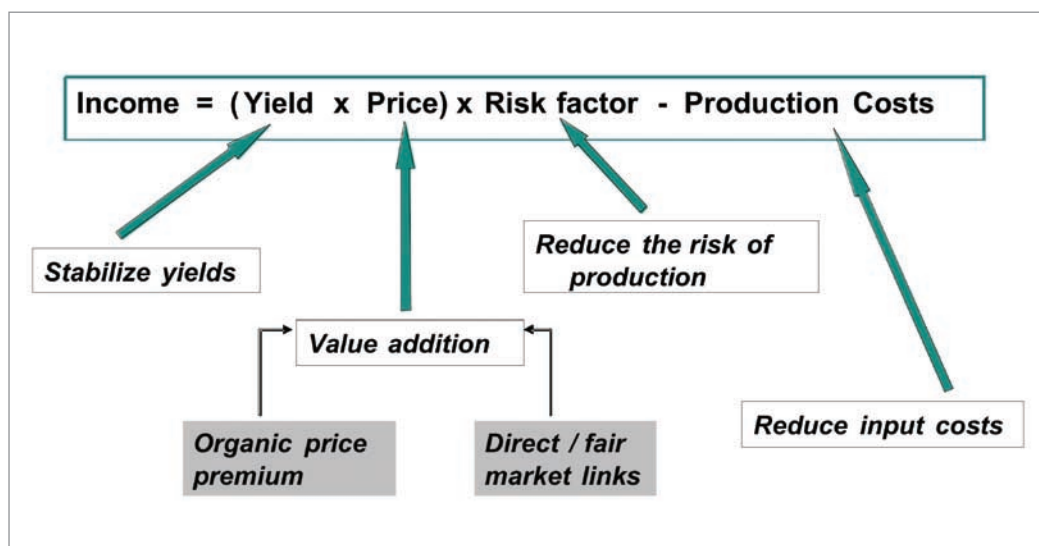 Income = (Yield x Price) x Risk factor - Production Costs
Stabilize yields
Reduce the risk of
production
Value addition
Organic price
premium
Direct / fair
market links
Reduce input costs